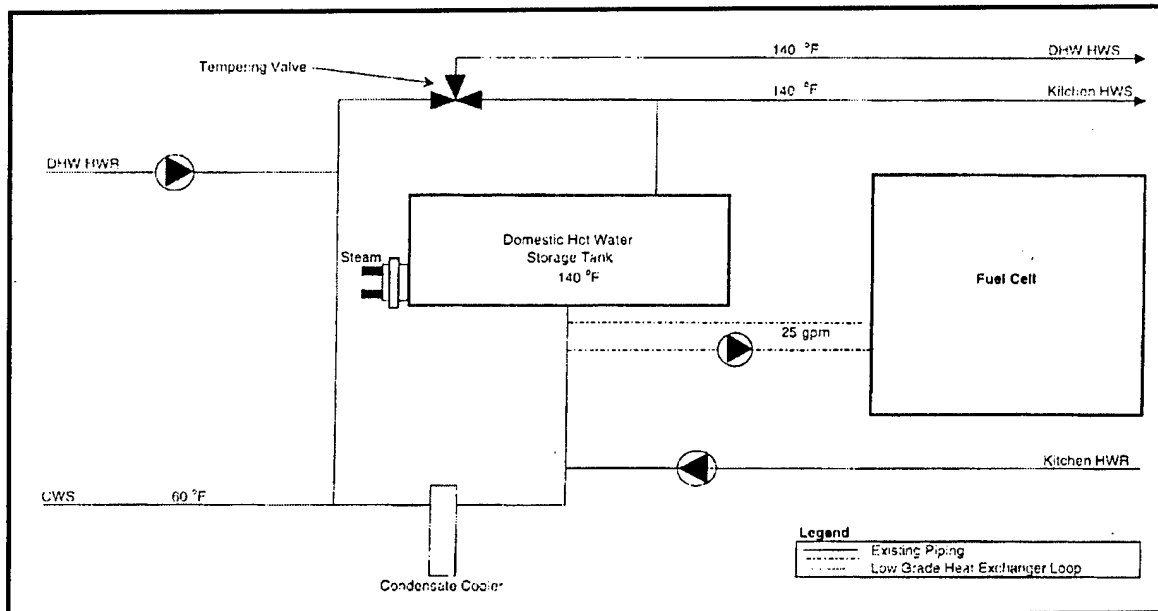 140 °F DHW HWS
Tempering Valve
140 °F Kitchen HWS
DHW HWR
Domestic Hot Water
Storage Tank
140 °F
Steam
Fuel Cell
25 gpm
Kitchen HWR
CWS 60 °F
Condensate Cooler
Legend
Existing Piping
Low Grade Heat Exchanger Loop